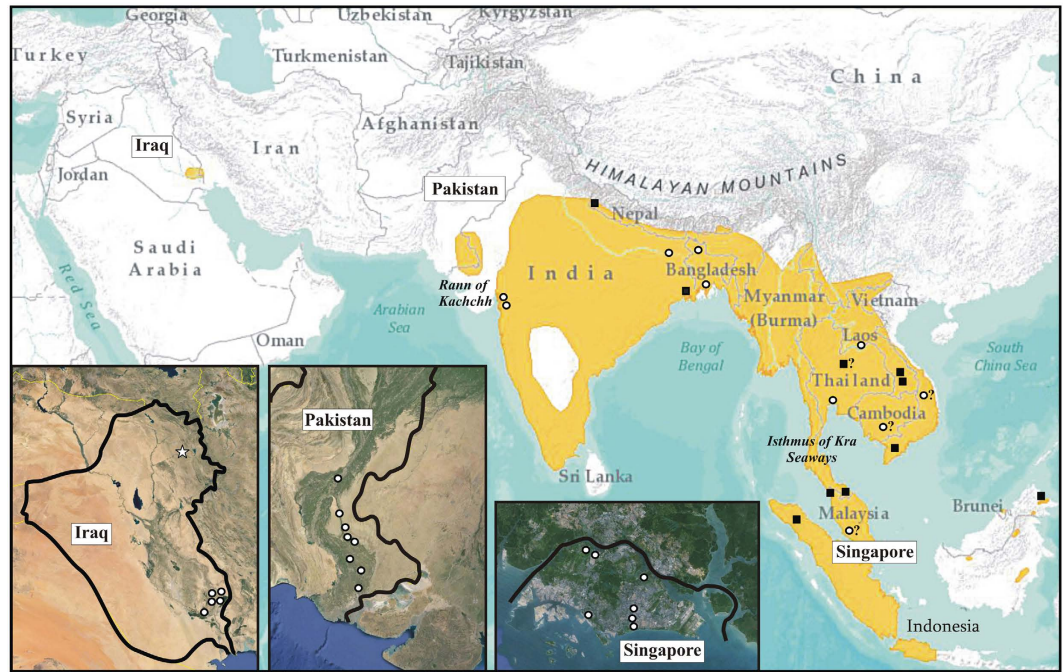 Georgia
Uzbekistan
Kyrgyzstan
Turkey
Turkmenistan
Tajikistan
China
Syria
Iraq
Afghanistan
Iran
Jordan
HIMALAYAN MOUNTAINS
Pakistan
Nepal
Saudi
Arabia
Red Sea
India
Bangladesh
Rann of
Kachchh
Myanmar
(Burma)
Vietnam
Arabian
Sea
Oman
Laos
Bay of
Bengal
South
China Sea
?
Thailand
?
Cambodia
?
Isthmus of Kra
Seaways
Sri Lanka
Malaysia
Brunei
?
Singapore
Indonesia
Iraq
Pakistan
Singapore